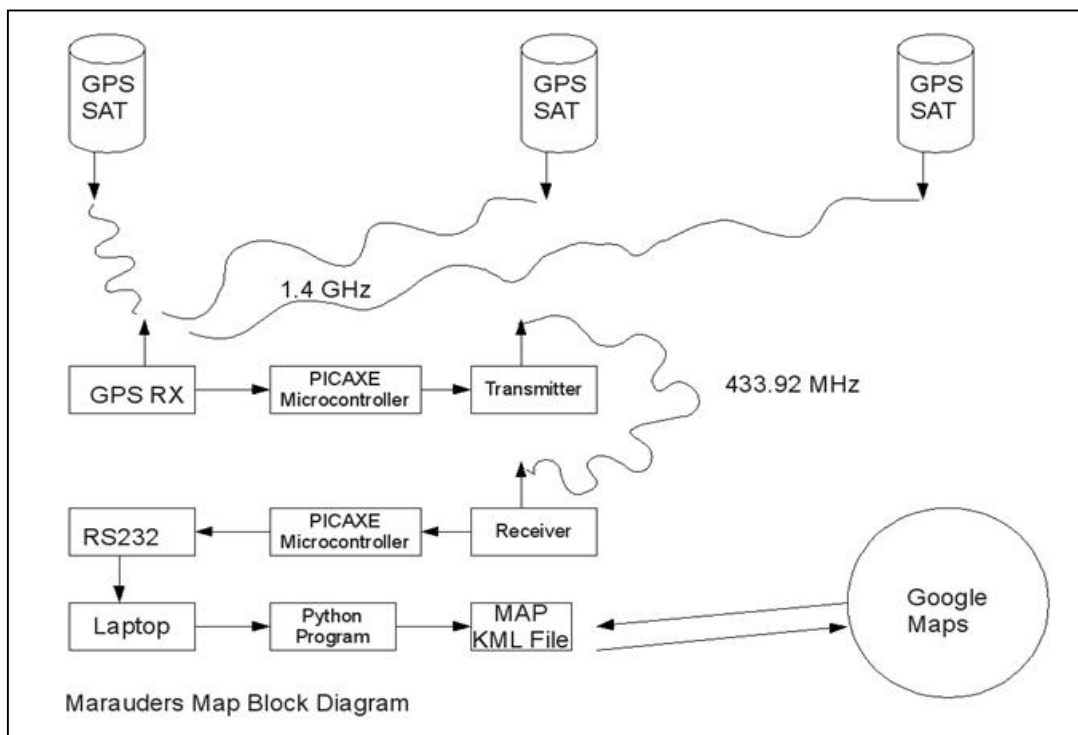 GPS
SAT
GPS
SAT
GPS
SAT
1.4 GHz
GPS RX
PICAXE
Microcontroller
Transmitter
433.92 MHz
RS232
PICAXE
Microcontroller
Receiver
Laptop
Python
Program
MAP
KML File
Google
Maps
Marauders Map Block Diagram